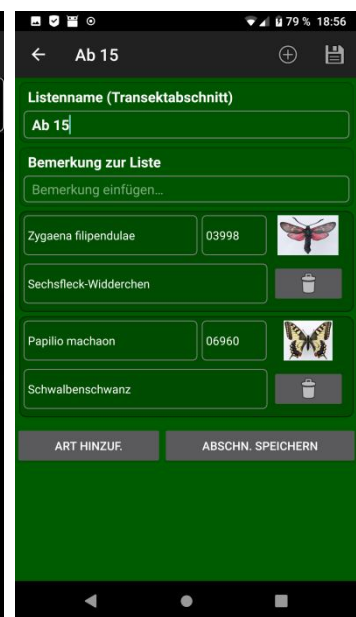 79 % 18:56
Ab 15
Listenname (Transektabschnitt)
Ab 15
Bemerkung zur Liste
Bemerkung einfügen...
Zygaena filipendulae 03998
Sechsfleck-Widderchen
Papilio machaon 06960
Schwalbenschwanz
ART HINZUF. ABSCHN. SPEICHERN